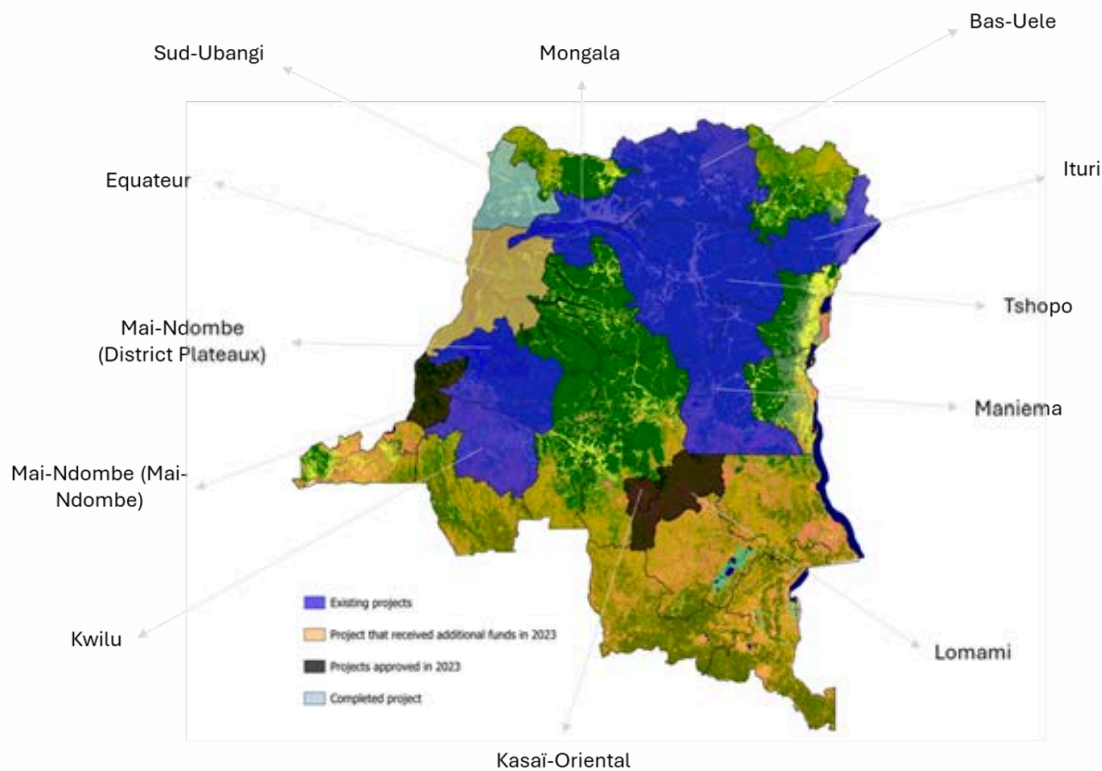 Bas-Uele
Sud-Ubangi
Mongala
Ituri
Equateur
Tshopo
Mai-Ndombe
(District Plateaux)
Maniema
Mai-Ndombe (Mai-
Ndombe)
Existing projects
Project that received additional funds in 2023
Projects approved in 2023
Completed project
Kwilu
Lomami
Kasaï-Oriental